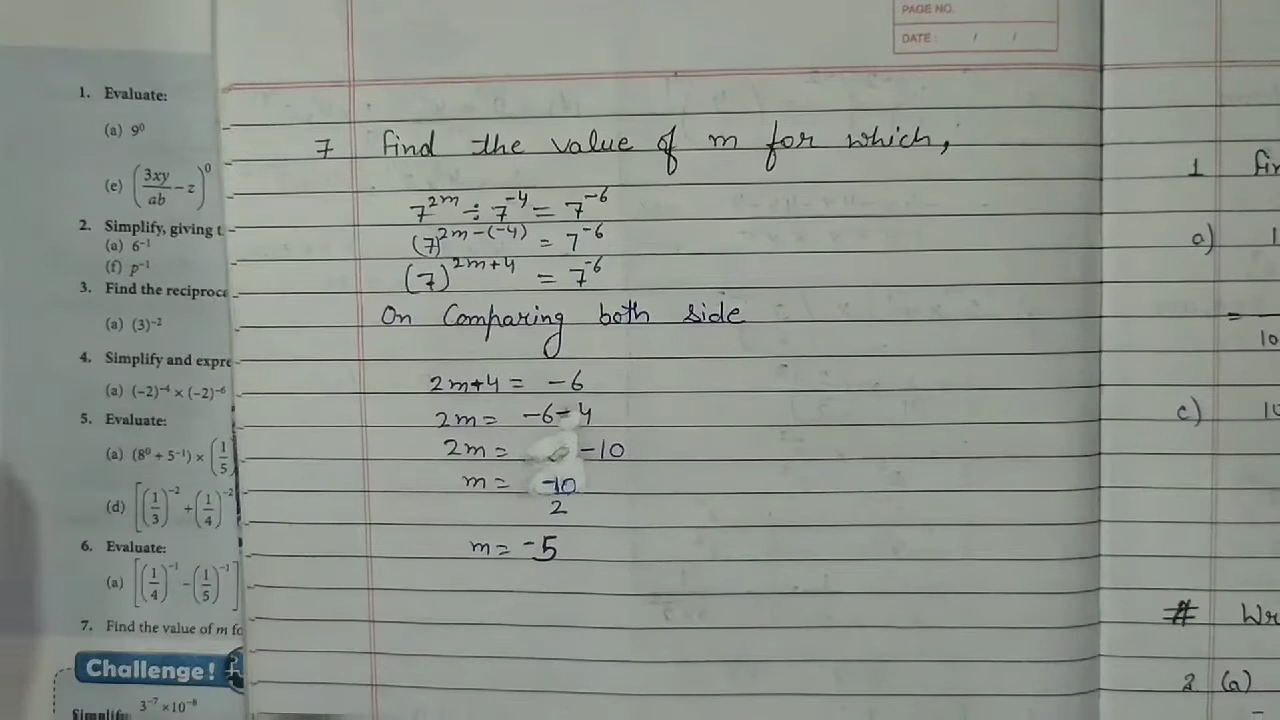 PAGE NO.
DATE: / /
1. Evaluate:
(a) 9⁰
(e) (3xy/ab − z)⁰
2. Simplify, giving t
(a) 6⁻¹
(f) p⁻¹
3. Find the reciproc
(a) (3)⁻²
4. Simplify and expre
(a) (−2)⁻⁴ × (−2)⁻⁶
5. Evaluate:
(a) (8⁰ + 5⁻¹) × (1/5
(d) [(1/3)⁻² + (1/4)⁻²
6. Evaluate:
(a) [(1/4)⁻¹ − (1/5)⁻¹]
7. Find the value of m fo
Challenge!
Simplify 3⁻⁷ × 10⁻⁸
7 Find the value of m for which,
7²ᵐ ÷ 7⁻⁴ = 7⁻⁶
(7)²ᵐ⁻⁽⁻⁴⁾ = 7⁻⁶
(7)²ᵐ⁺⁴ = 7⁻⁶
On Comparing both side
2m+4 = -6
2m = -6-4
2m = -10
m = -10/2
m = -5
1 fin
a) 1
= 10
c) 10
# Wr
2 (a)